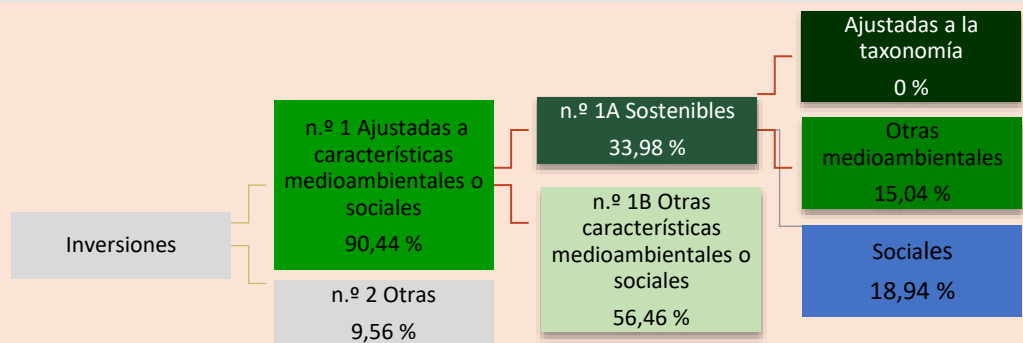 Inversiones
n.º 1 Ajustadas a
características
medioambientales o
sociales
90,44 %
n.º 2 Otras
9,56 %
n.º 1A Sostenibles
33,98 %
n.º 1B Otras
características
medioambientales o
sociales
56,46 %
Ajustadas a la
taxonomía
0 %
Otras
medioambientales
15,04 %
Sociales
18,94 %